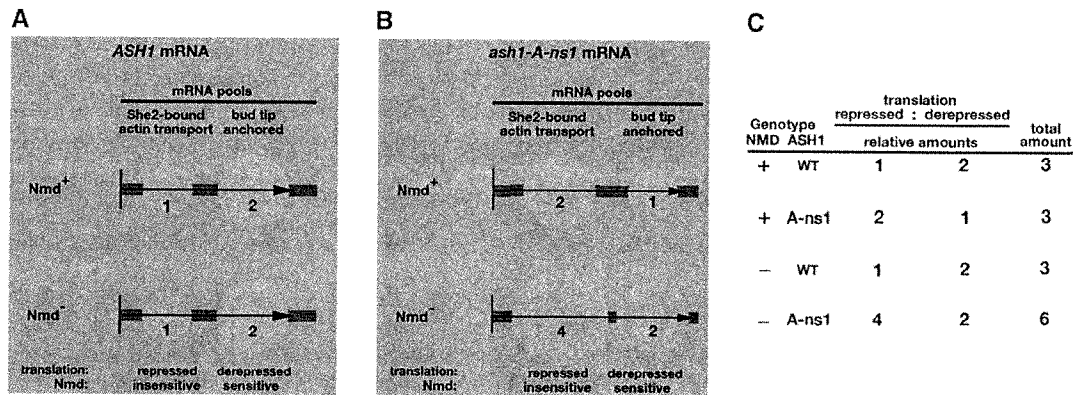 A
ASH1 mRNA
mRNA pools
She2-bound bud tip
actin transport anchored
Nmd+
1 2
Nmd-
1 2
translation: repressed derepressed
Nmd: insensitive sensitive
B
ash1-A-ns1 mRNA
mRNA pools
She2-bound bud tip
actin transport anchored
Nmd+
2 1
Nmd-
4 2
repressed derepressed
insensitive sensitive
C
translation
Genotype repressed : derepressed total
NMD ASH1 relative amounts amount
+ WT 1 2 3
+ A-ns1 2 1 3
– WT 1 2 3
– A-ns1 4 2 6